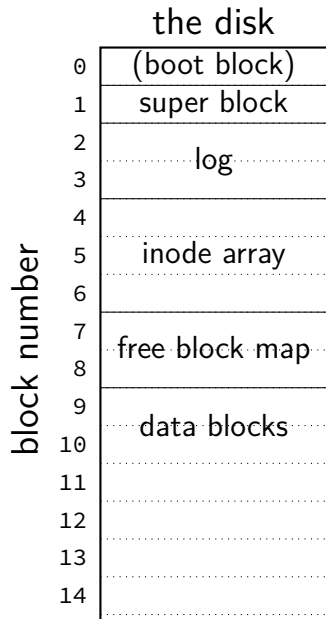 the disk
block number
0 (boot block)
1 super block
2
log
3
4
5 inode array
6
7
free block map
8
9
data blocks
10
11
12
13
14